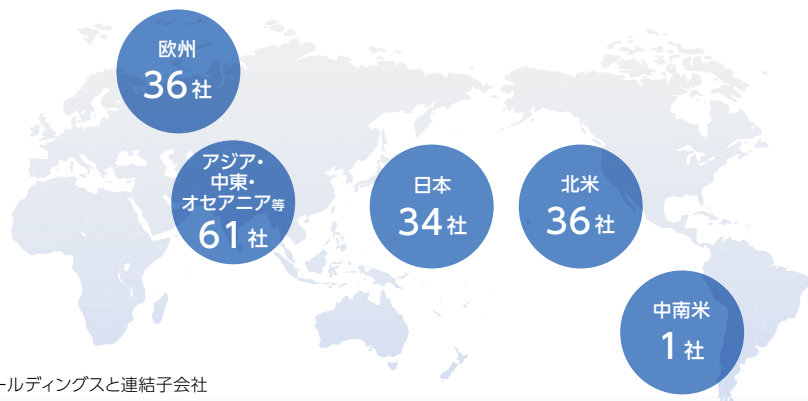 欧州
36社
アジア・
中東・
オセアニア等
61社
日本
34社
北米
36社
中南米
1社
ールディングスと連結子会社